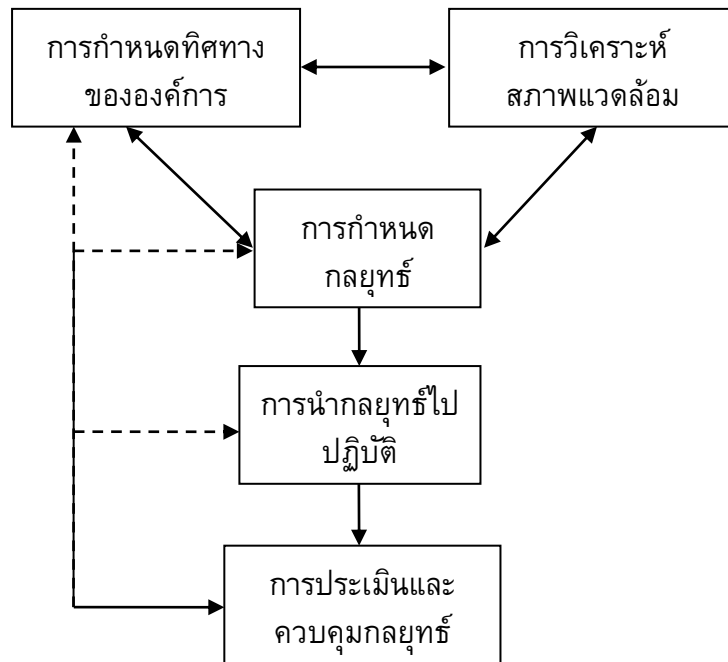 การกำหนดทิศทาง
ขององค์การ
การวิเคราะห์
สภาพแวดล้อม
การกำหนด
กลยุทธ์
การนำกลยุทธ์ไป
ปฏิบัติ
การประเมินและ
ควบคุมกลยุทธ์